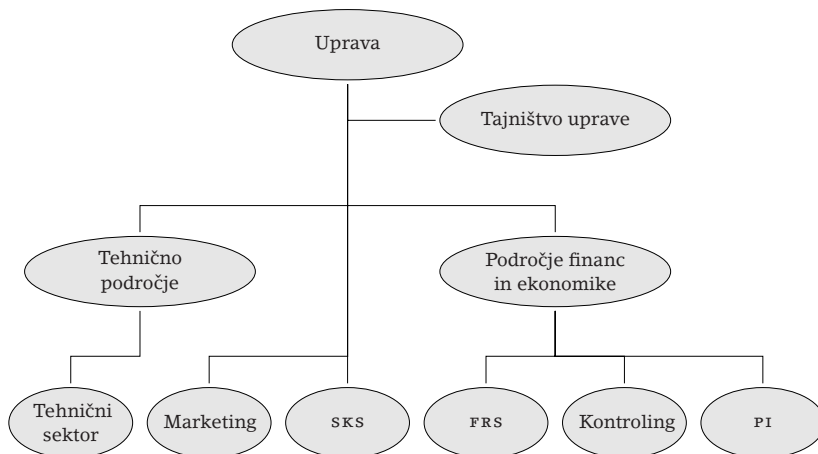 Uprava
Tajništvo uprave
Tehnično
področje
Področje financ
in ekonomike
Tehnični
sektor
Marketing
SKS
FRS
Kontroling
PI